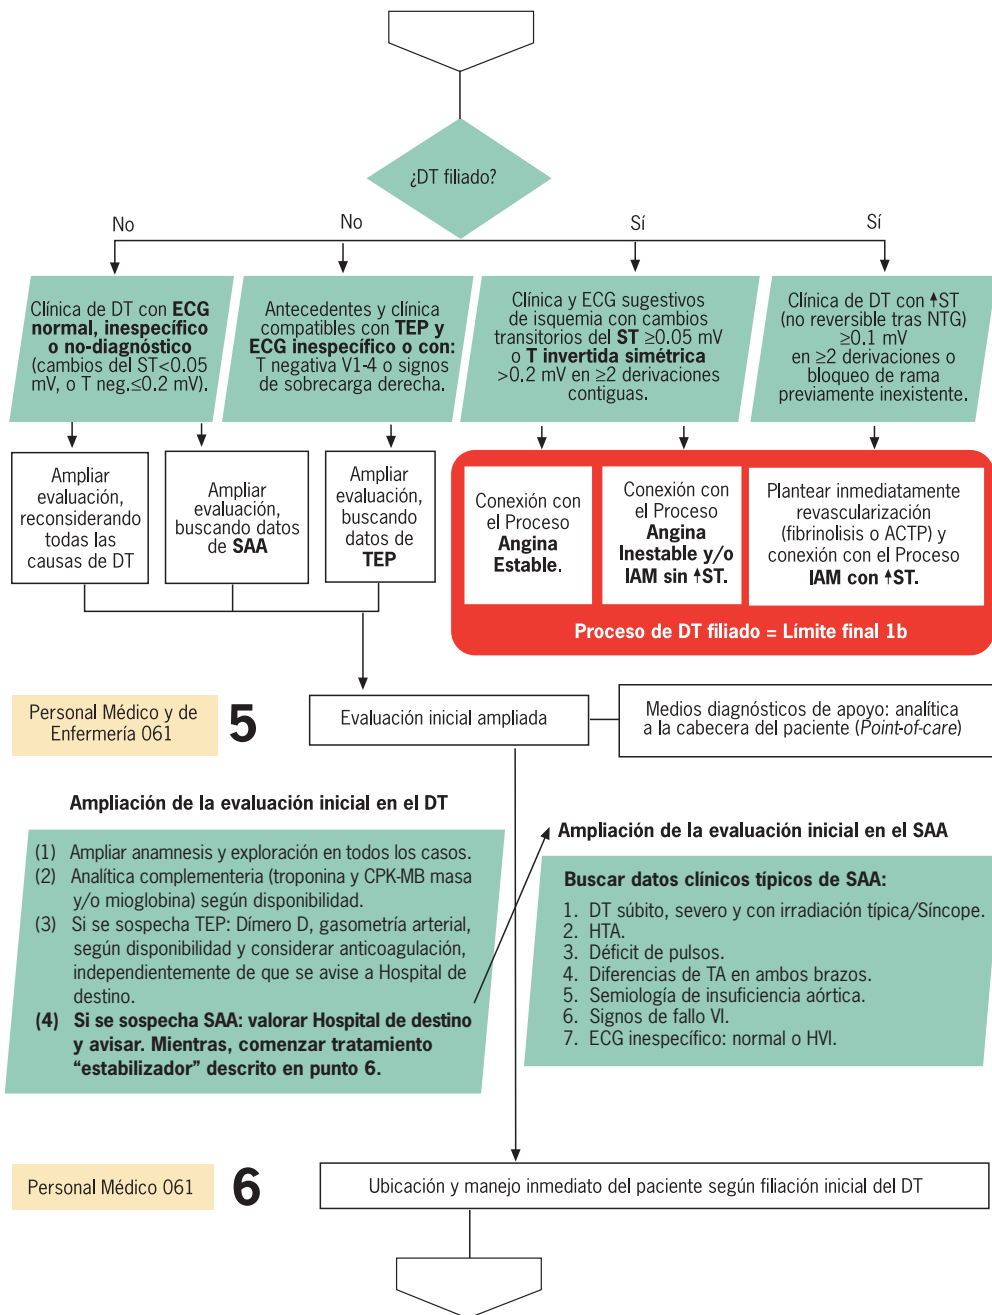 ¿DT filiado?
No
No
Sí
Sí
Clínica de DT con ECG
normal, inespecífico
o no-diagnóstico
(cambios del ST<0.05
mV, o T neg.≤0.2 mV).
Antecedentes y clínica
compatibles con TEP y
ECG inespecífico o con:
T negativa V1-4 o signos
de sobrecarga derecha.
Clínica y ECG sugestivos
de isquemia con cambios
transitorios del ST ≥0.05 mV
o T invertida simétrica
>0.2 mV en ≥2 derivaciones
contiguas.
Clínica de DT con ↑ST
(no reversible tras NTG)
≥0.1 mV
en ≥2 derivaciones o
bloqueo de rama
previamente inexistente.
Ampliar
evaluación,
reconsiderando
todas las
causas de DT
Ampliar
evaluación,
buscando datos
de SAA
Ampliar
evaluación,
buscando
datos de
TEP
Conexión con
el Proceso
Angina
Estable.
Conexión con
el Proceso
Angina
Inestable y/o
IAM sin ↑ST.
Plantear inmediatamente
revascularización
(fibrinolisis o ACTP) y
conexión con el Proceso
IAM con ↑ST.
Proceso de DT filiado = Límite final 1b
Personal Médico y de
Enfermería 061
5
Evaluación inicial ampliada
Medios diagnósticos de apoyo: analítica
a la cabecera del paciente (Point-of-care)
Ampliación de la evaluación inicial en el DT
(1) Ampliar anamnesis y exploración en todos los casos.
(2) Analítica complementeria (troponina y CPK-MB masa
y/o mioglobina) según disponibilidad.
(3) Si se sospecha TEP: Dímero D, gasometría arterial,
según disponibilidad y considerar anticoagulación,
independientemente de que se avise a Hospital de
destino.
(4) Si se sospecha SAA: valorar Hospital de destino
y avisar. Mientras, comenzar tratamiento
“estabilizador” descrito en punto 6.
Ampliación de la evaluación inicial en el SAA
Buscar datos clínicos típicos de SAA:
1. DT súbito, severo y con irradiación típica/Síncope.
2. HTA.
3. Déficit de pulsos.
4. Diferencias de TA en ambos brazos.
5. Semiología de insuficiencia aórtica.
6. Signos de fallo VI.
7. ECG inespecífico: normal o HVI.
Personal Médico 061
6
Ubicación y manejo inmediato del paciente según filiación inicial del DT